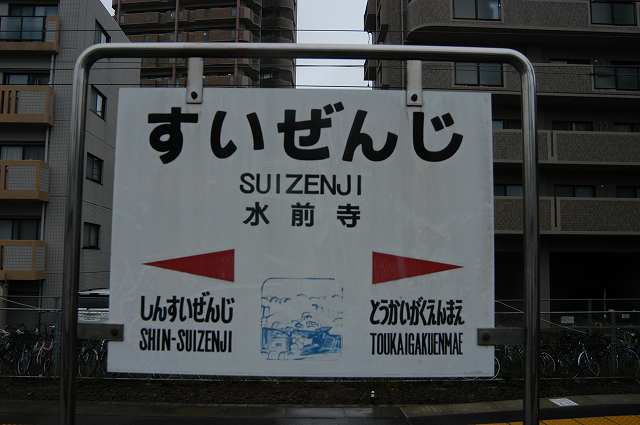 すいぜんじ
SUIZENJI
水前寺
しんすいぜんじ
SHIN-SUIZENJI
とうかいがくえんまえ
TOUKAIGAKUENMAE